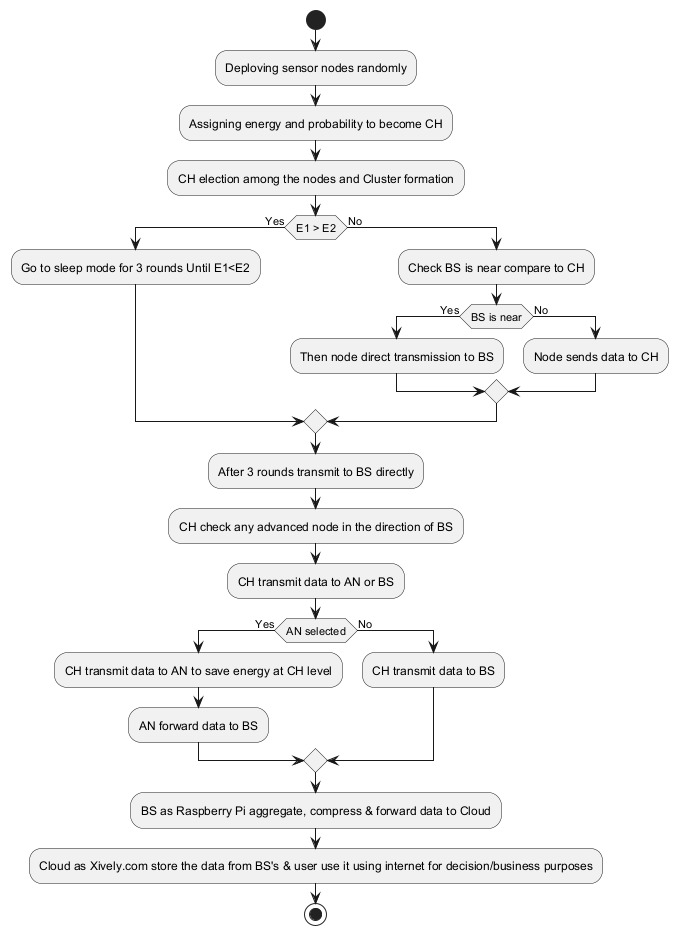 Deploving sensor nodes randomly
Assigning energy and probability to become CH
CH election among the nodes and Cluster formation
Yes
E1 > E2
No
Go to sleep mode for 3 rounds Until E1<E2
Check BS is near compare to CH
Yes
BS is near
No
Then node direct transmission to BS
Node sends data to CH
After 3 rounds transmit to BS directly
CH check any advanced node in the direction of BS
CH transmit data to AN or BS
Yes
AN selected
No
CH transmit data to AN to save energy at CH level
CH transmit data to BS
AN forward data to BS
BS as Raspberry Pi aggregate, compress & forward data to Cloud
Cloud as Xively.com store the data from BS's & user use it using internet for decision/business purposes